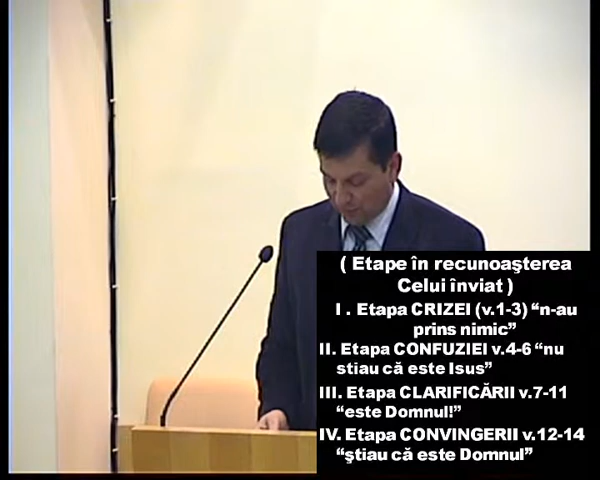 ( Etape în recunoaşterea
Celui înviat )
I . Etapa CRIZEI (v.1-3) “n-au
prins nimic”
II. Etapa CONFUZIEI v.4-6 “nu
stiau că este Isus”
III. Etapa CLARIFICĂRII v.7-11
“este Domnul!”
IV. Etapa CONVINGERII v.12-14
“ştiau că este Domnul”